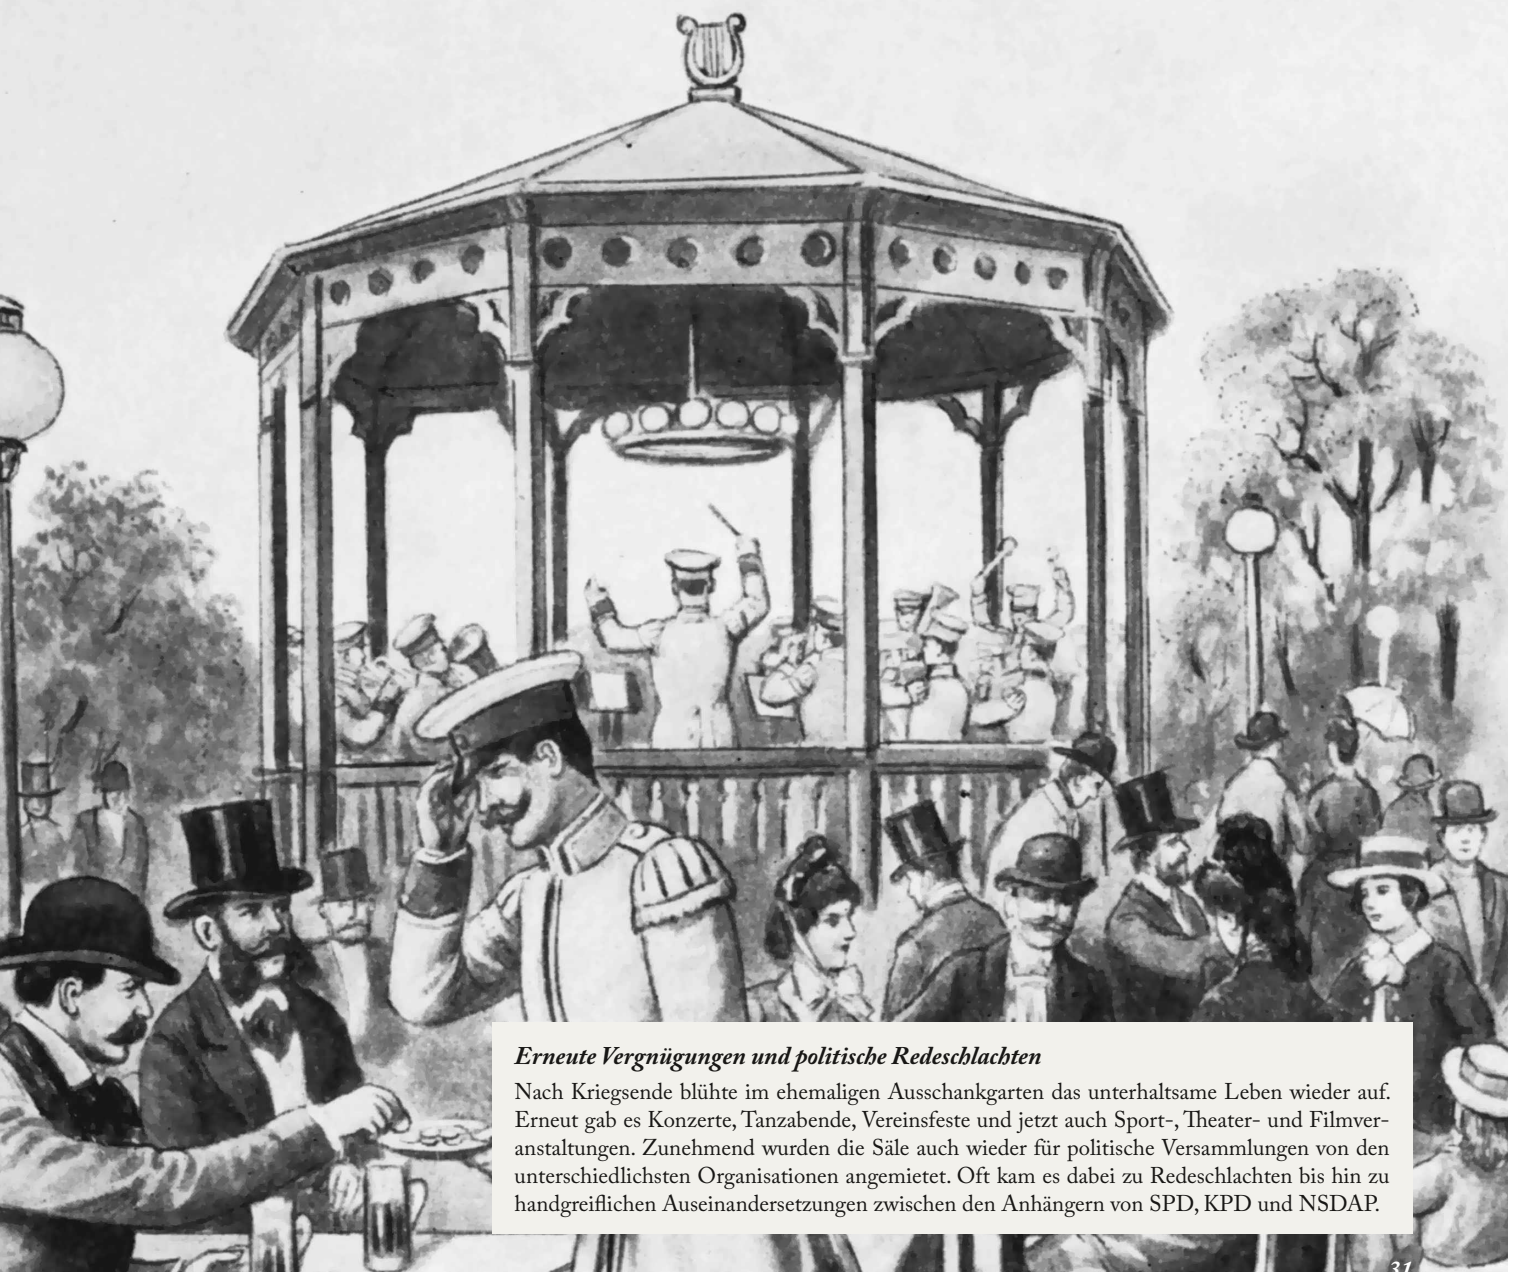 Erneute Vergnügungen und politische Redeschlachten
Nach Kriegsende blühte im ehemaligen Ausschankgarten das unterhaltsame Leben wieder auf.
Erneut gab es Konzerte, Tanzabende, Vereinsfeste und jetzt auch Sport-, Theater- und Filmver-
anstaltungen. Zunehmend wurden die Säle auch wieder für politische Versammlungen von den
unterschiedlichsten Organisationen angemietet. Oft kam es dabei zu Redeschlachten bis hin zu
handgreiflichen Auseinandersetzungen zwischen den Anhängern von SPD, KPD und NSDAP.
31